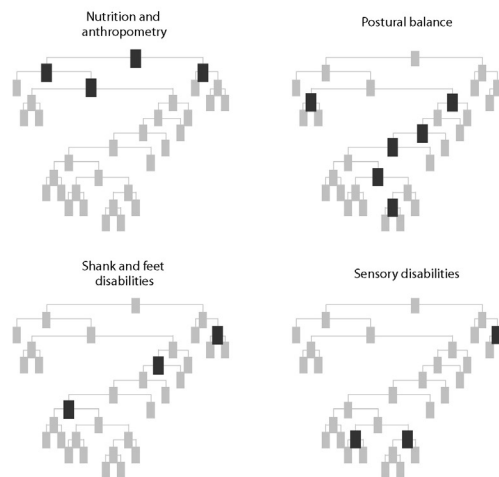 Nutrition and
anthropometry
Postural balance
Shank and feet
disabilities
Sensory disabilities